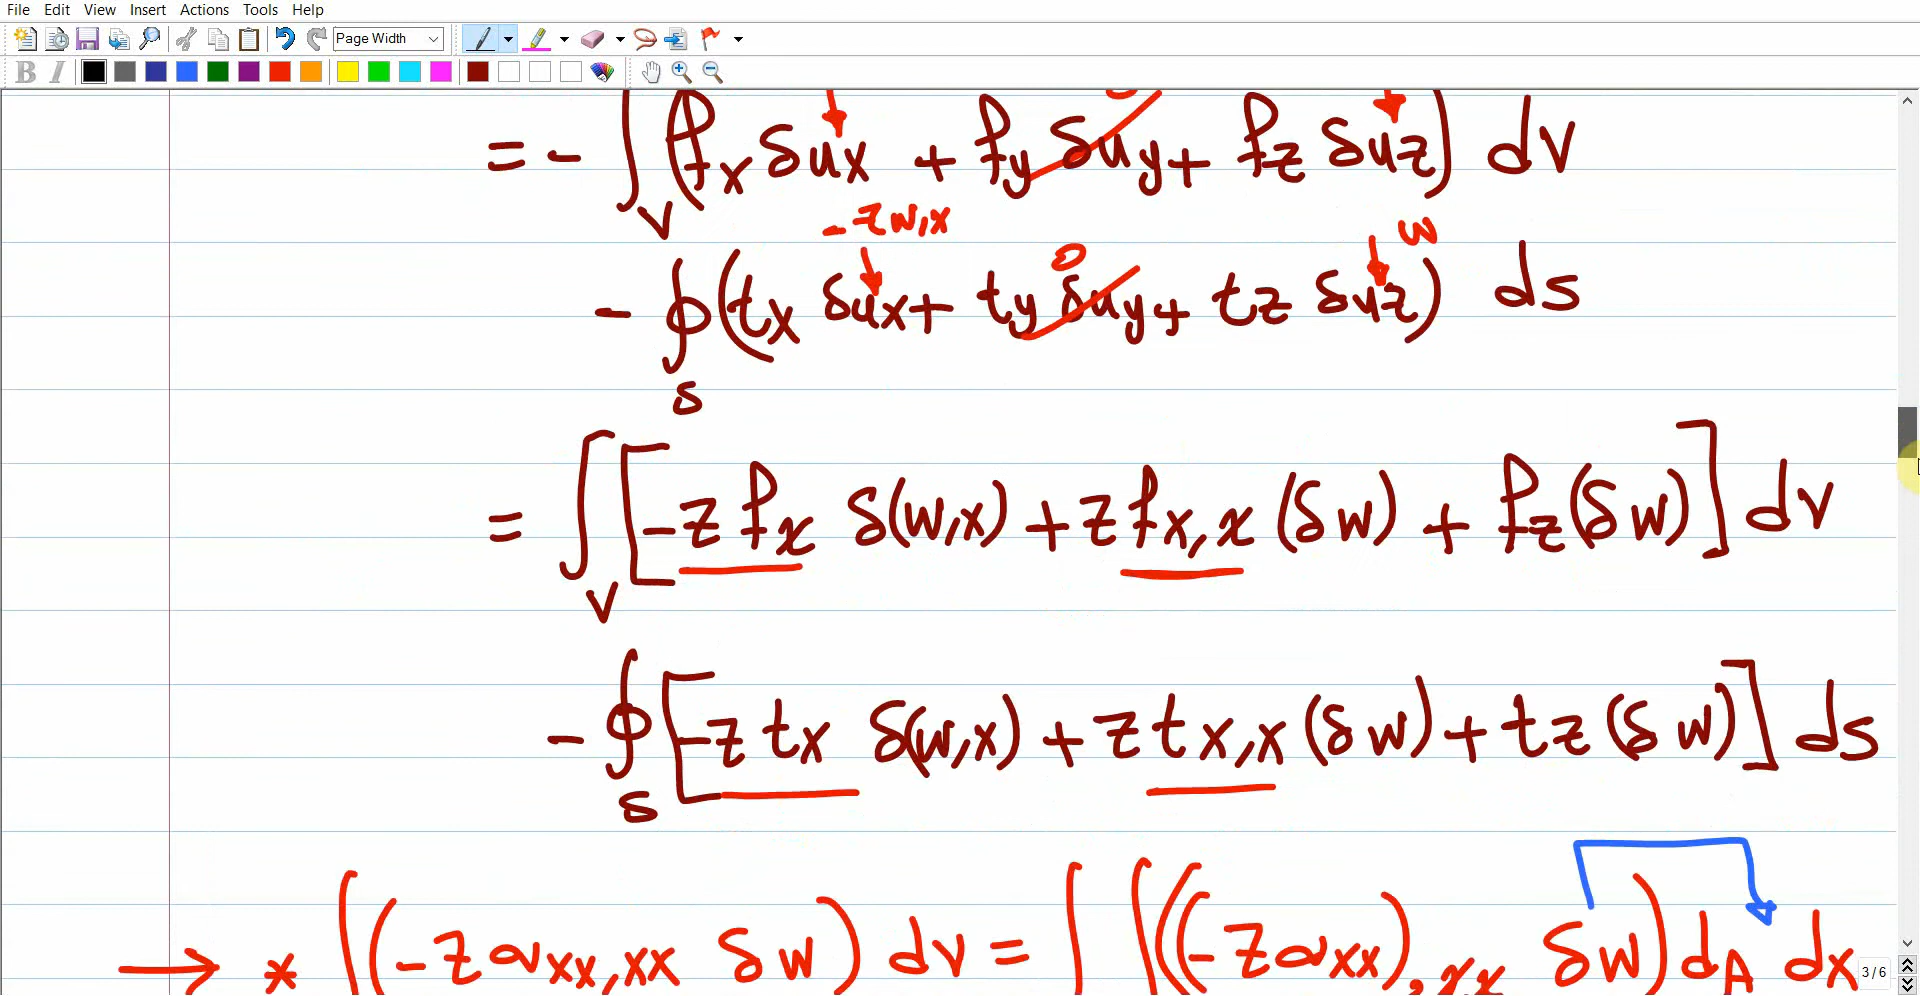 File Edit View Insert Actions Tools Help
Page Width
B I
= - ∫ (fx δux + fy δuy + fz δuz) dv
V
- z w,x
w
0
- ∮ (tx δux + ty δuy + tz δuz) ds
s
= ∫ [-z fx δ(w,x) + z fx,x (δw) + fz (δw)] dv
V
- ∮ [-z tx δ(w,x) + z tx,x (δw) + tz (δw)] ds
s
→ * ∫(-zσxx,xx δw) dv = ∫∫((-zσxx),xx δw) dA dx
3 / 6